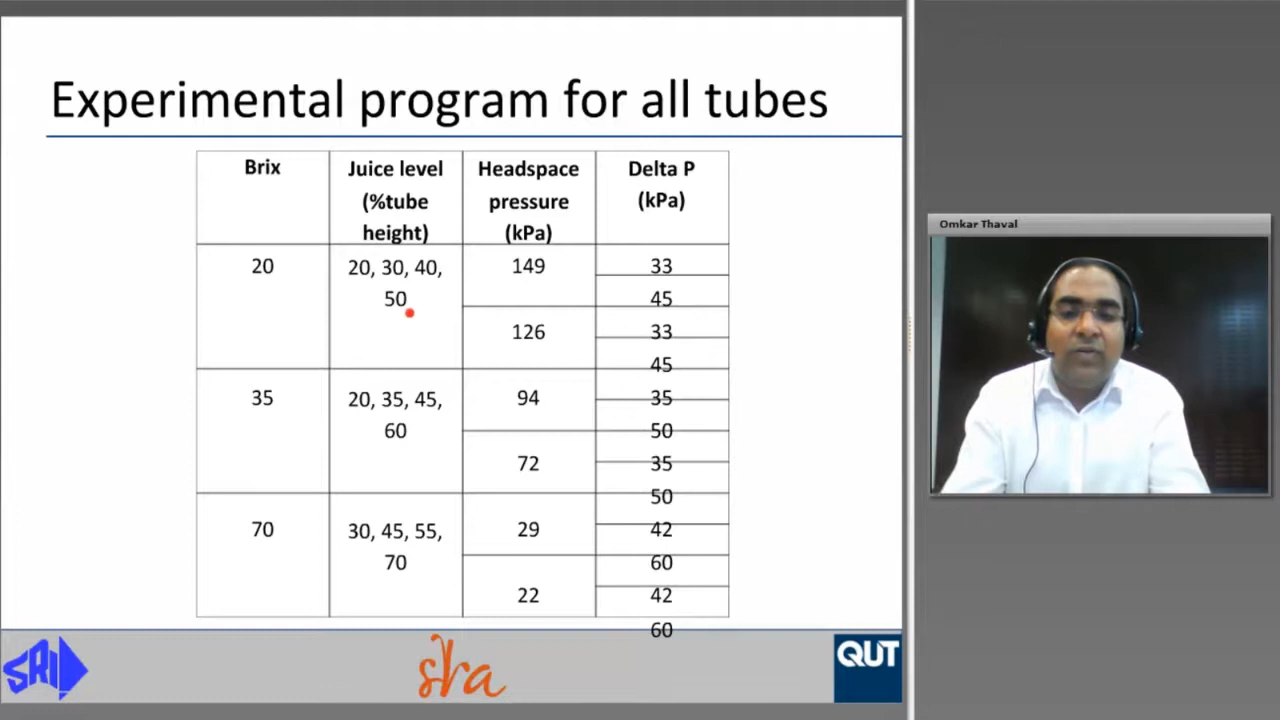 Experimental program for all tubes
Brix
Juice level
(%tube
height)
Headspace
pressure
(kPa)
Delta P
(kPa)
20
20, 30, 40,
50
149
33
45
126
33
45
35
20, 35, 45,
60
94
35
50
72
35
50
70
30, 45, 55,
70
29
42
60
22
42
60
SRI
sra
QUT
Omkar Thaval